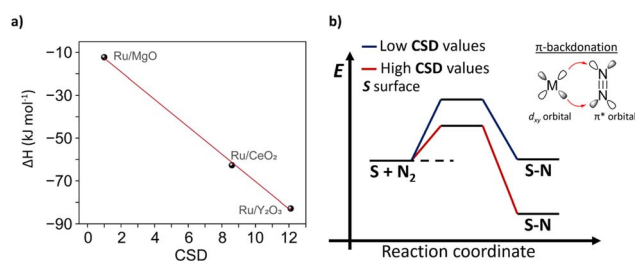 a)
ΔH (kJ mol⁻¹)
−10
−30
−50
−70
−90
Ru/MgO
Ru/CeO₂
Ru/Y₂O₃
0 2 4 6 8 10 12
CSD
b)
E
Low CSD values
High CSD values
S surface
π-backdonation
M
N
N
dxy orbital
π* orbital
S + N₂
S-N
S-N
Reaction coordinate